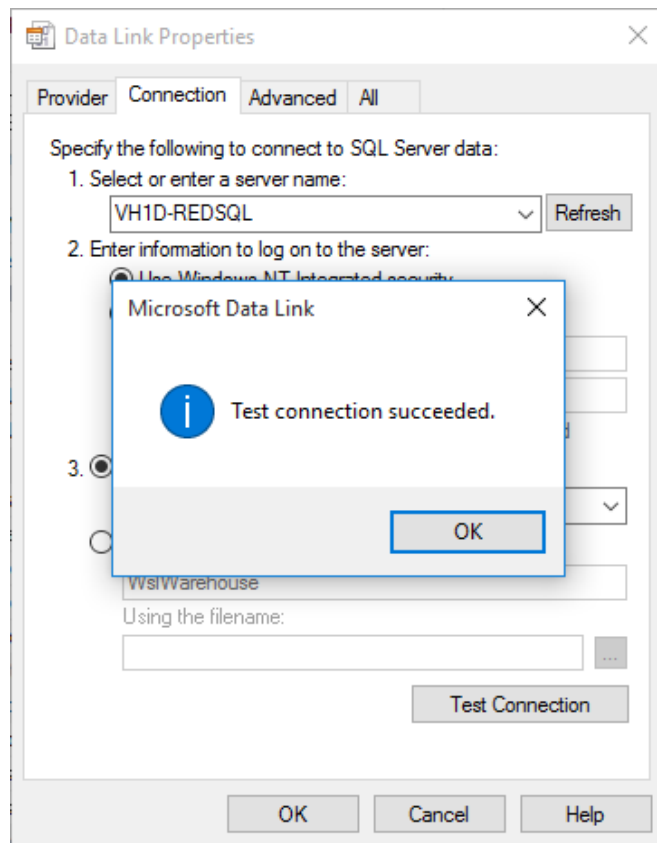 Data Link Properties
Provider Connection Advanced All
Specify the following to connect to SQL Server data:
1. Select or enter a server name:
VH1D-REDSQL Refresh
2. Enter information to log on to the server:
Use Windows NT Integrated security
Microsoft Data Link
Test connection succeeded.
3.
OK
WslWarehouse
Using the filename:
...
Test Connection
OK Cancel Help